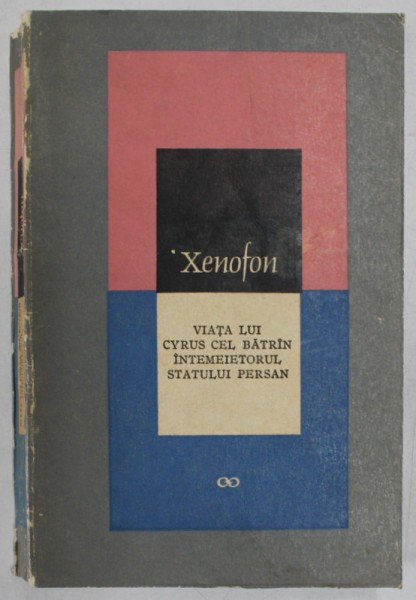 Xenofon
VIAȚA LUI
CYRUS CEL BĂTRÎN
ÎNTEMEIETORUL
STATULUI PERSAN